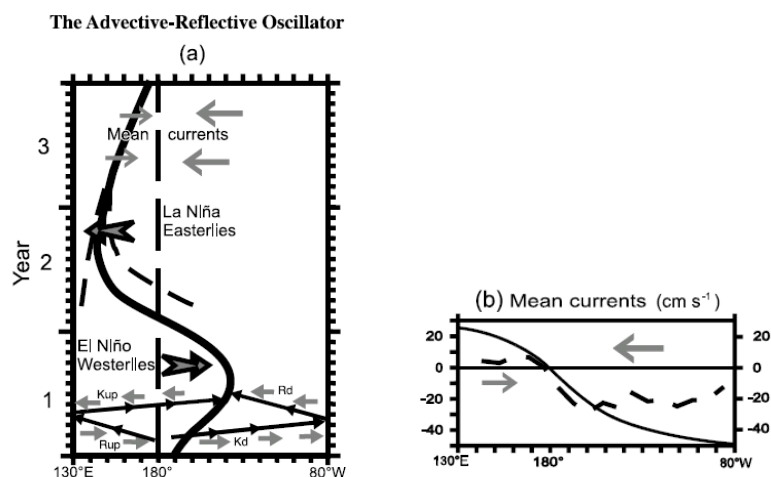 The Advective-Reflective Oscillator
(a)
3
Mean currents
La NIña
Easterlies
Year
2
El NIño
Westerlles
1
Kup
Rd
Rup
Kd
130°E
180°
80°W
(b) Mean currents (cm s⁻¹)
20
20
0
0
-20
-20
-40
-40
130°E
180°
80°W